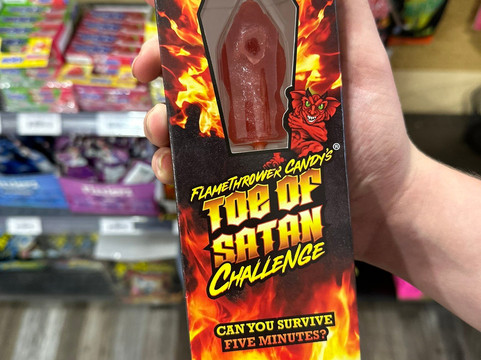 FLAMETHROWER CANDY'S®
TOE OF
SATAN
CHALLENGE
CAN YOU SURVIVE
FIVE MINUTES?